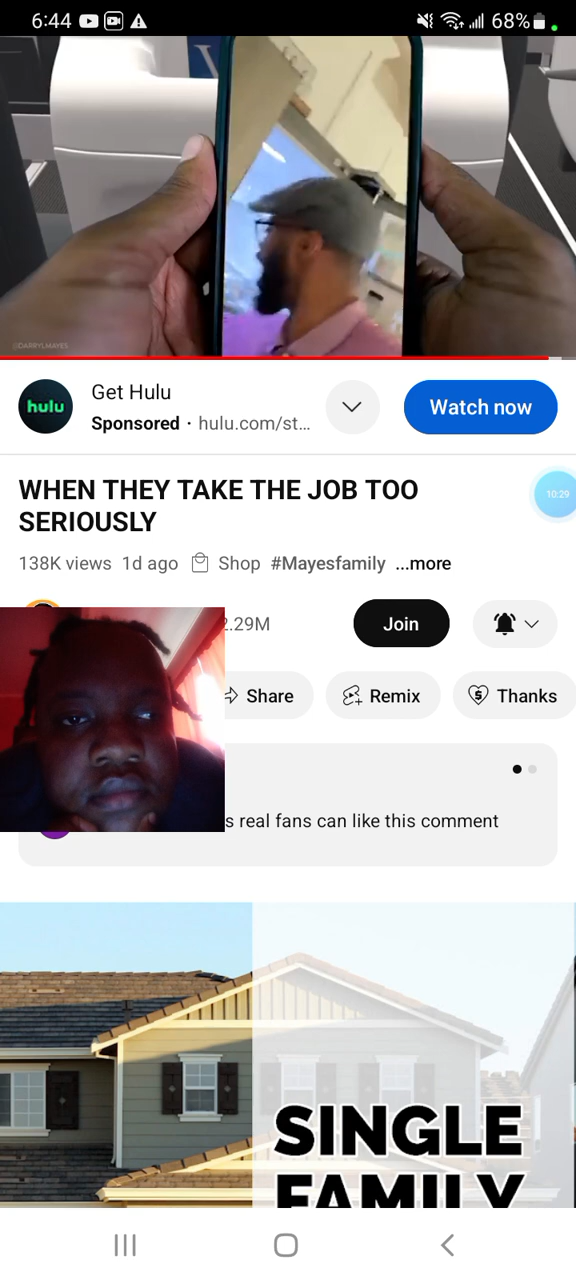 6:44
68%
@DARRYLMAYES
hulu
Get Hulu
Sponsored · hulu.com/st...
Watch now
WHEN THEY TAKE THE JOB TOO
SERIOUSLY
10:29
138K views 1d ago Shop #Mayesfamily ...more
2.29M
Join
Share
Remix
Thanks
s real fans can like this comment
SINGLE
FAMILY